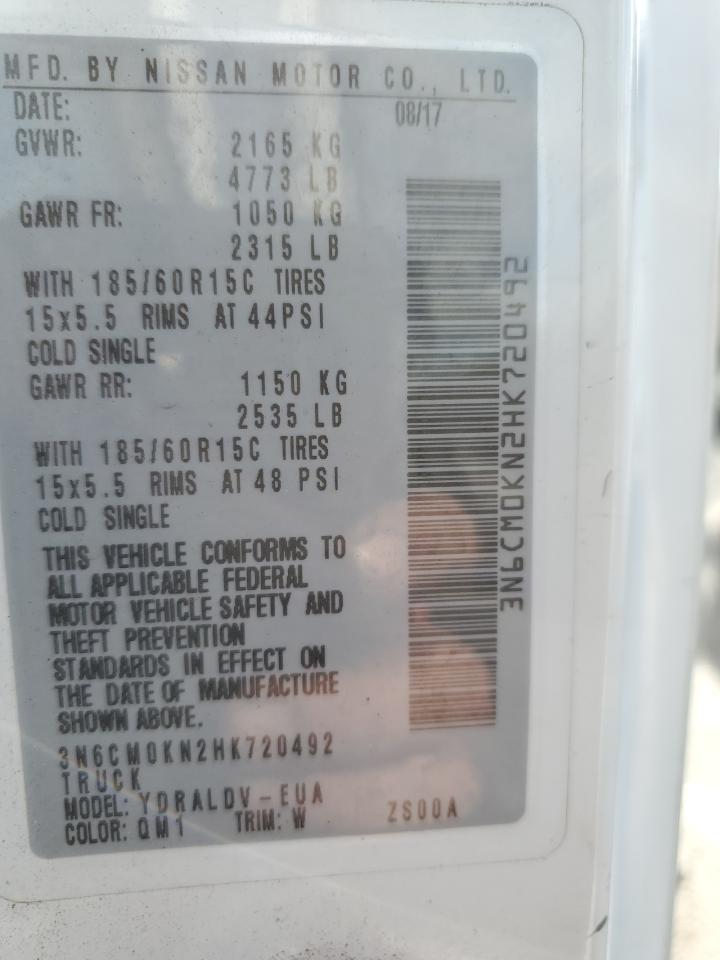 MFD. BY NISSAN MOTOR CO., LTD.
DATE: 08/17
GVWR: 2165 KG
4773 LB
GAWR FR: 1050 KG
2315 LB
WITH 185/60R15C TIRES
15x5.5 RIMS AT 44PSI
COLD SINGLE
GAWR RR: 1150 KG
2535 LB
WITH 185/60R15C TIRES
15x5.5 RIMS AT 48 PSI
COLD SINGLE
THIS VEHICLE CONFORMS TO
ALL APPLICABLE FEDERAL
MOTOR VEHICLE SAFETY AND
THEFT PREVENTION
STANDARDS IN EFFECT ON
THE DATE OF MANUFACTURE
SHOWN ABOVE.
3N6CM0KN2HK720492
TRUCK
MODEL: YDRALDV-EUA
COLOR: QM1 TRIM: W ZS00A
3N6CM0KN2HK720492